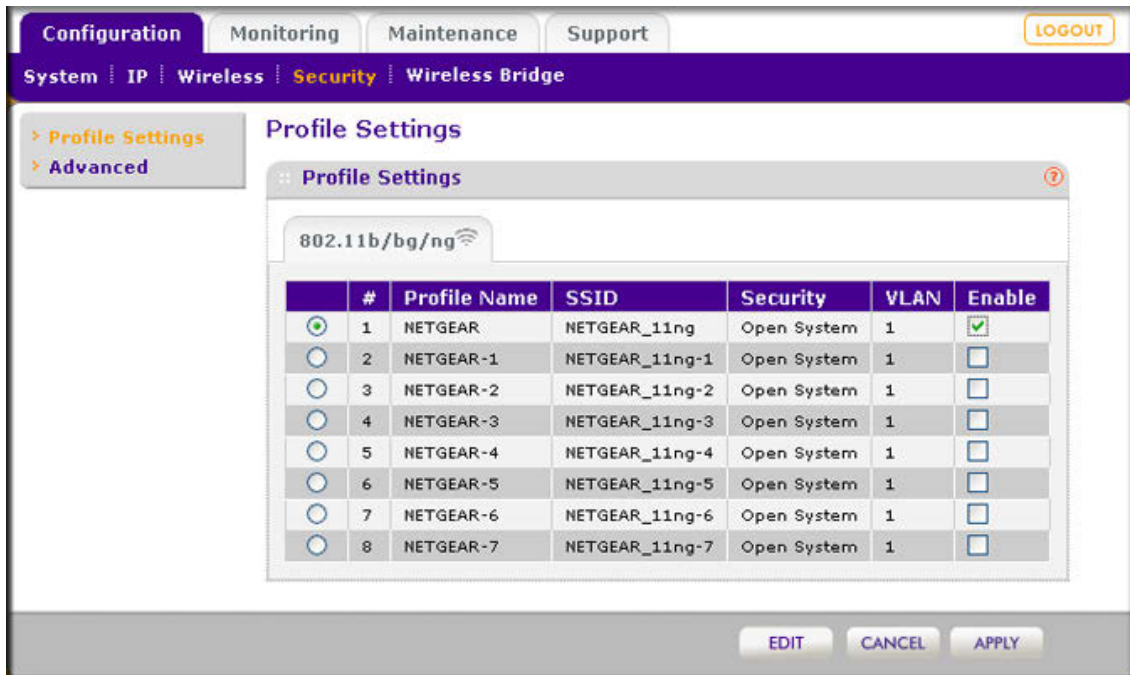 Configuration Monitoring Maintenance Support LOGOUT
System IP Wireless Security Wireless Bridge
Profile Settings
Advanced
Profile Settings
Profile Settings ?
802.11b/bg/ng
# Profile Name SSID Security VLAN Enable
1 NETGEAR NETGEAR_11ng Open System 1
2 NETGEAR-1 NETGEAR_11ng-1 Open System 1
3 NETGEAR-2 NETGEAR_11ng-2 Open System 1
4 NETGEAR-3 NETGEAR_11ng-3 Open System 1
5 NETGEAR-4 NETGEAR_11ng-4 Open System 1
6 NETGEAR-5 NETGEAR_11ng-5 Open System 1
7 NETGEAR-6 NETGEAR_11ng-6 Open System 1
8 NETGEAR-7 NETGEAR_11ng-7 Open System 1
EDIT CANCEL APPLY